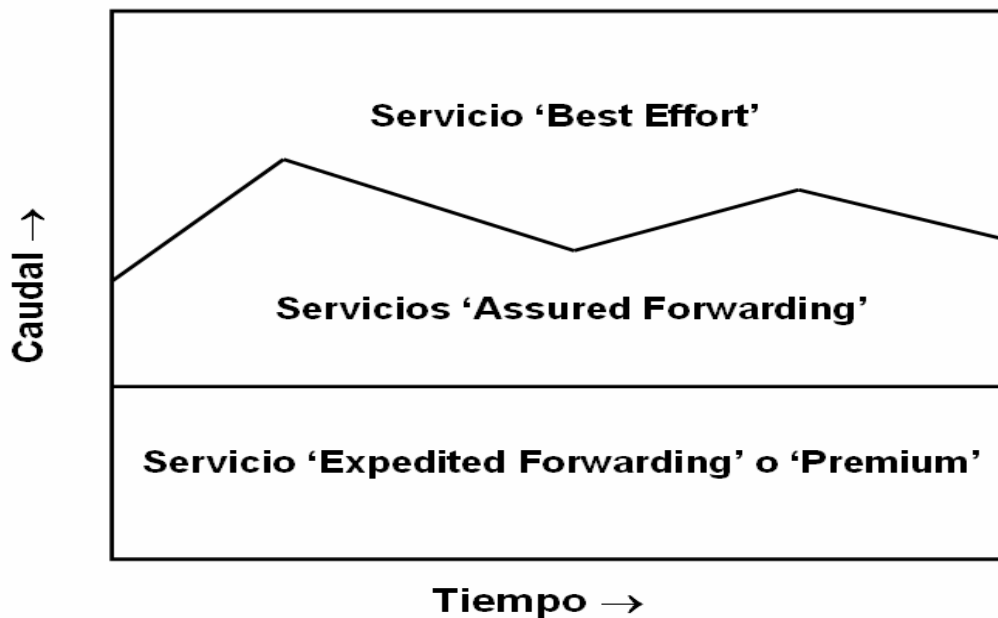 Servicio ‘Best Effort’
Caudal →
Servicios ‘Assured Forwarding’
Servicio ‘Expedited Forwarding’ o ‘Premium’
Tiempo →